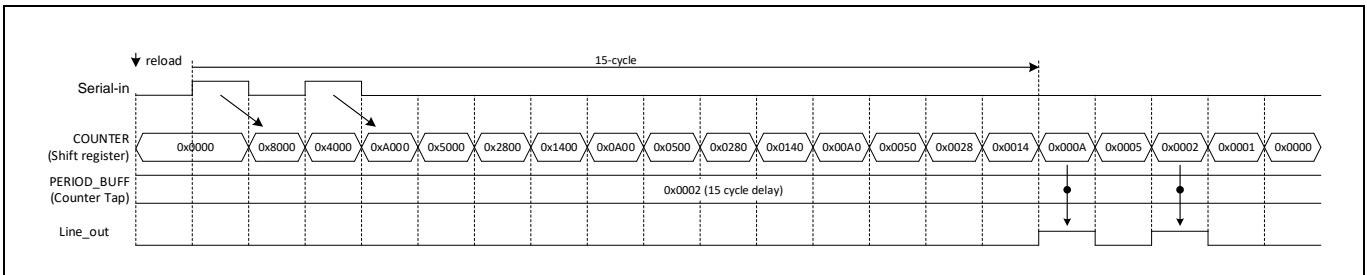 reload
15-cycle
Serial-in
COUNTER
(Shift register)
0x0000 0x8000 0x4000 0xA000 0x5000 0x2800 0x1400 0x0A00 0x0500 0x0280 0x0140 0x00A0 0x0050 0x0028 0x0014 0x000A 0x0005 0x0002 0x0001 0x0000
PERIOD_BUFF
(Counter Tap)
0x0002 (15 cycle delay)
Line_out